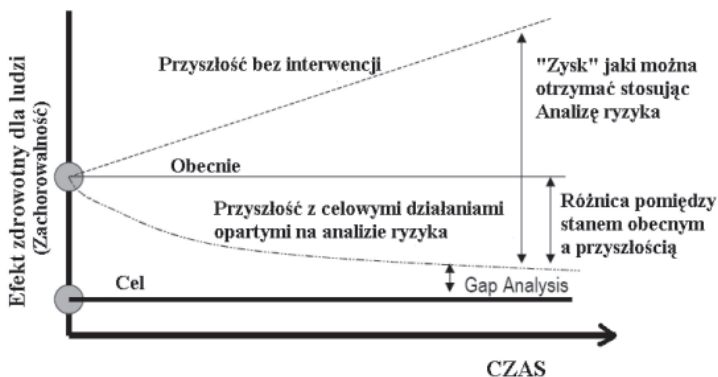 Efekt zdrowotny dla ludzi
(Zachorowalność)
Przyszłość bez interwencji
"Zysk" jaki można
otrzymać stosując
Analizę ryzyka
Obecnie
Przyszłość z celowymi działaniami
opartymi na analizie ryzyka
Różnica pomiędzy
stanem obecnym
a przyszłością
Cel
Gap Analysis
CZAS